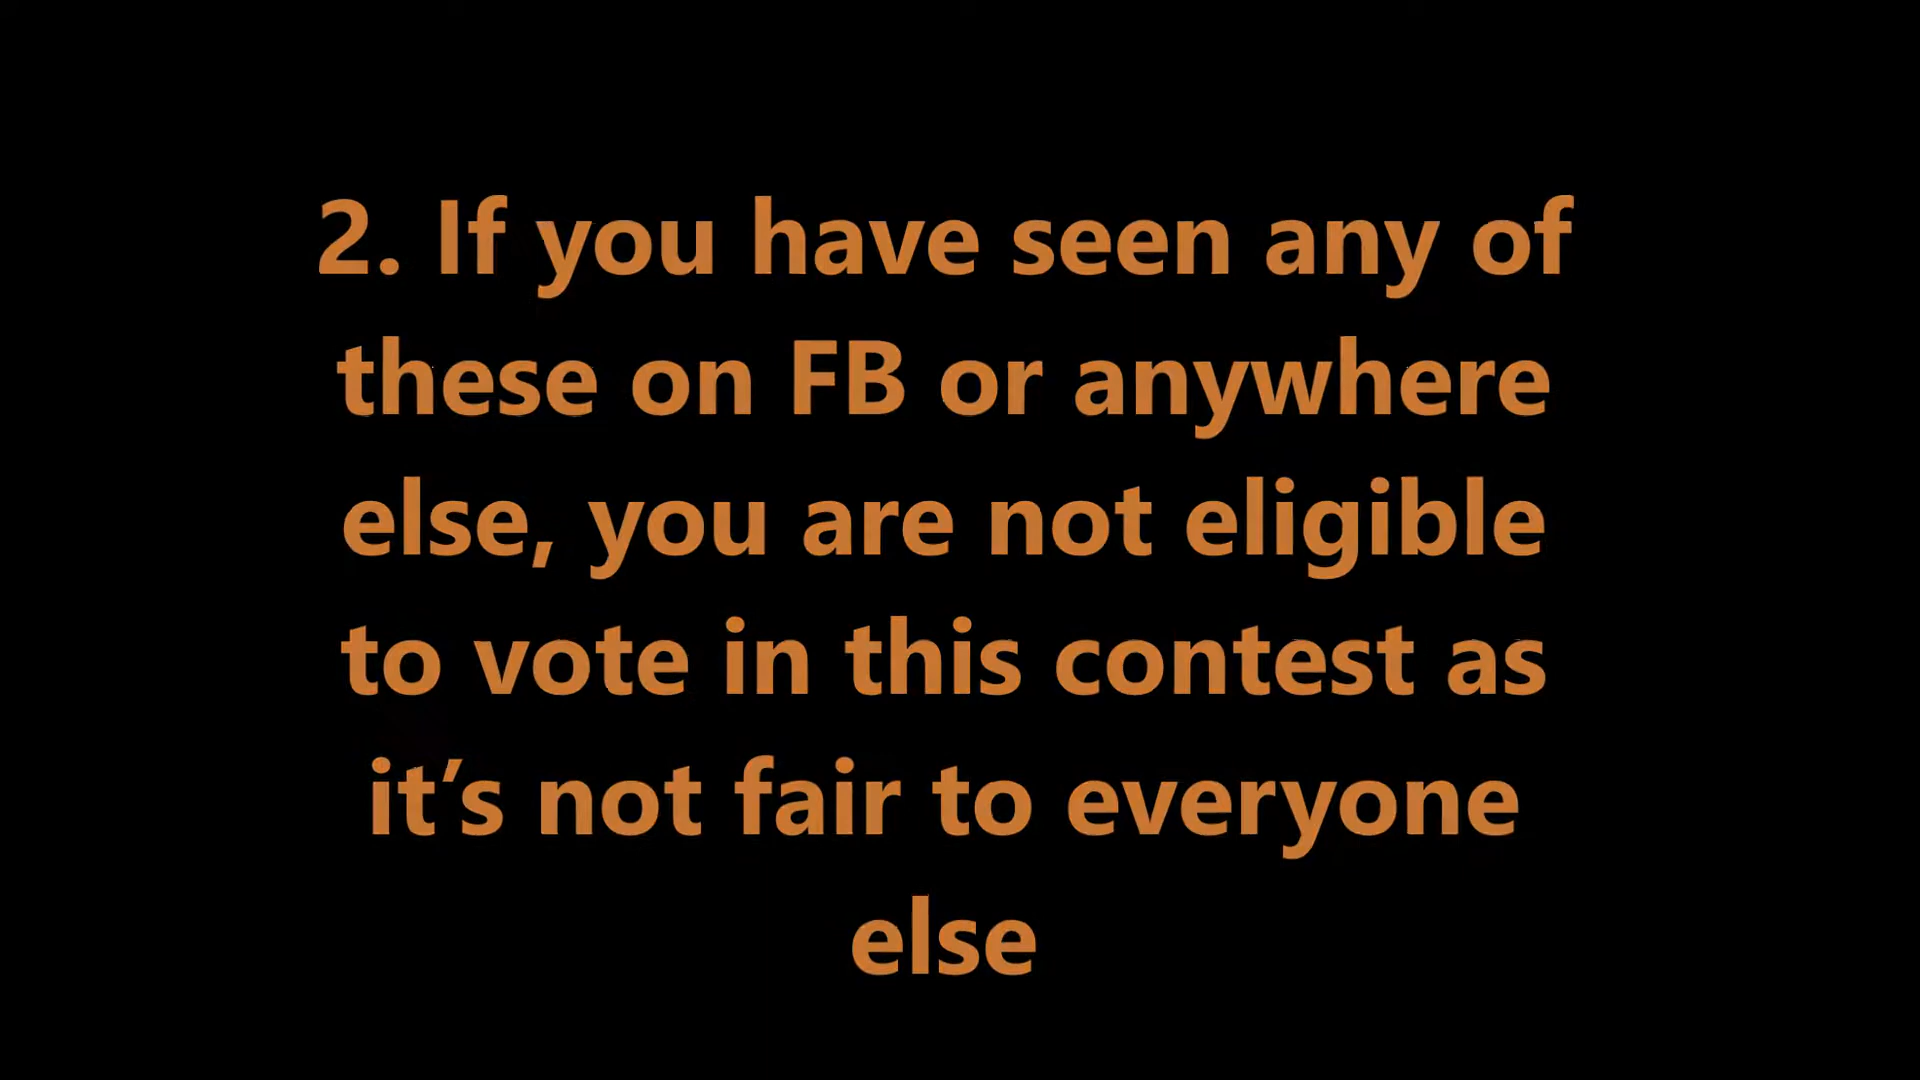 2. If you have seen any of
these on FB or anywhere
else, you are not eligible
to vote in this contest as
it’s not fair to everyone
else